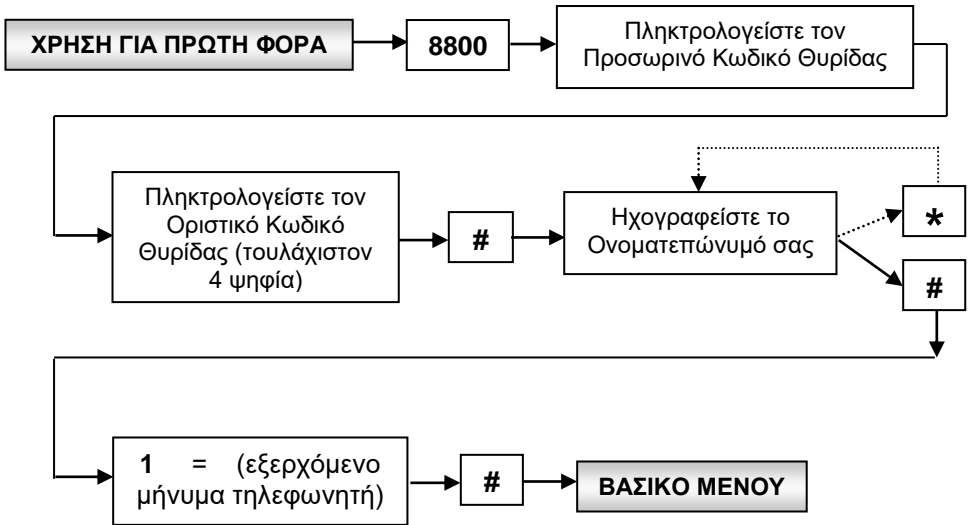 ΧΡΗΣΗ ΓΙΑ ΠΡΩΤΗ ΦΟΡΑ
8800
Πληκτρολογείστε τον
Προσωρινό Κωδικό Θυρίδας
Πληκτρολογείστε τον
Οριστικό Κωδικό
Θυρίδας (τουλάχιστον
4 ψηφία)
#
Ηχογραφείστε το
Ονοματεπώνυμό σας
*
#
1 = (εξερχόμενο
μήνυμα τηλεφωνητή)
#
ΒΑΣΙΚΟ ΜΕΝΟΥ